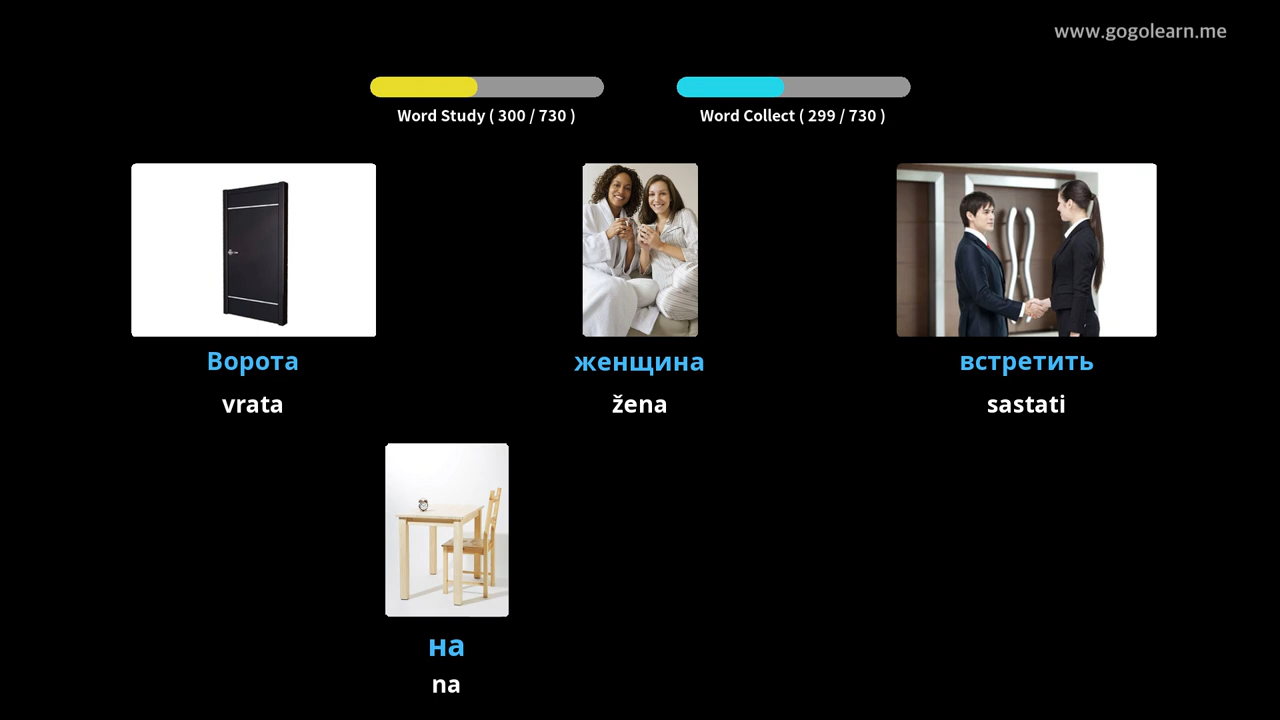 www.gogolearn.me
Word Study ( 300 / 730 )
Word Collect ( 299 / 730 )
Ворота
vrata
женщина
žena
встретить
sastati
на
na